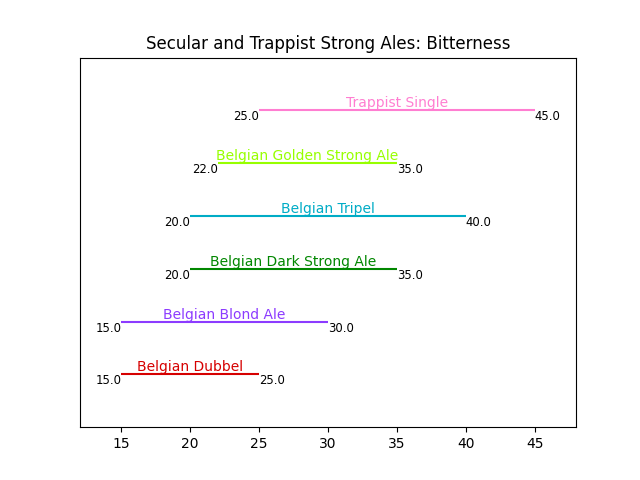 Secular and Trappist Strong Ales: Bitterness
Trappist Single
25.0 45.0
Belgian Golden Strong Ale
22.0 35.0
Belgian Tripel
20.0 40.0
Belgian Dark Strong Ale
20.0 35.0
Belgian Blond Ale
15.0 30.0
Belgian Dubbel
15.0 25.0
15 20 25 30 35 40 45